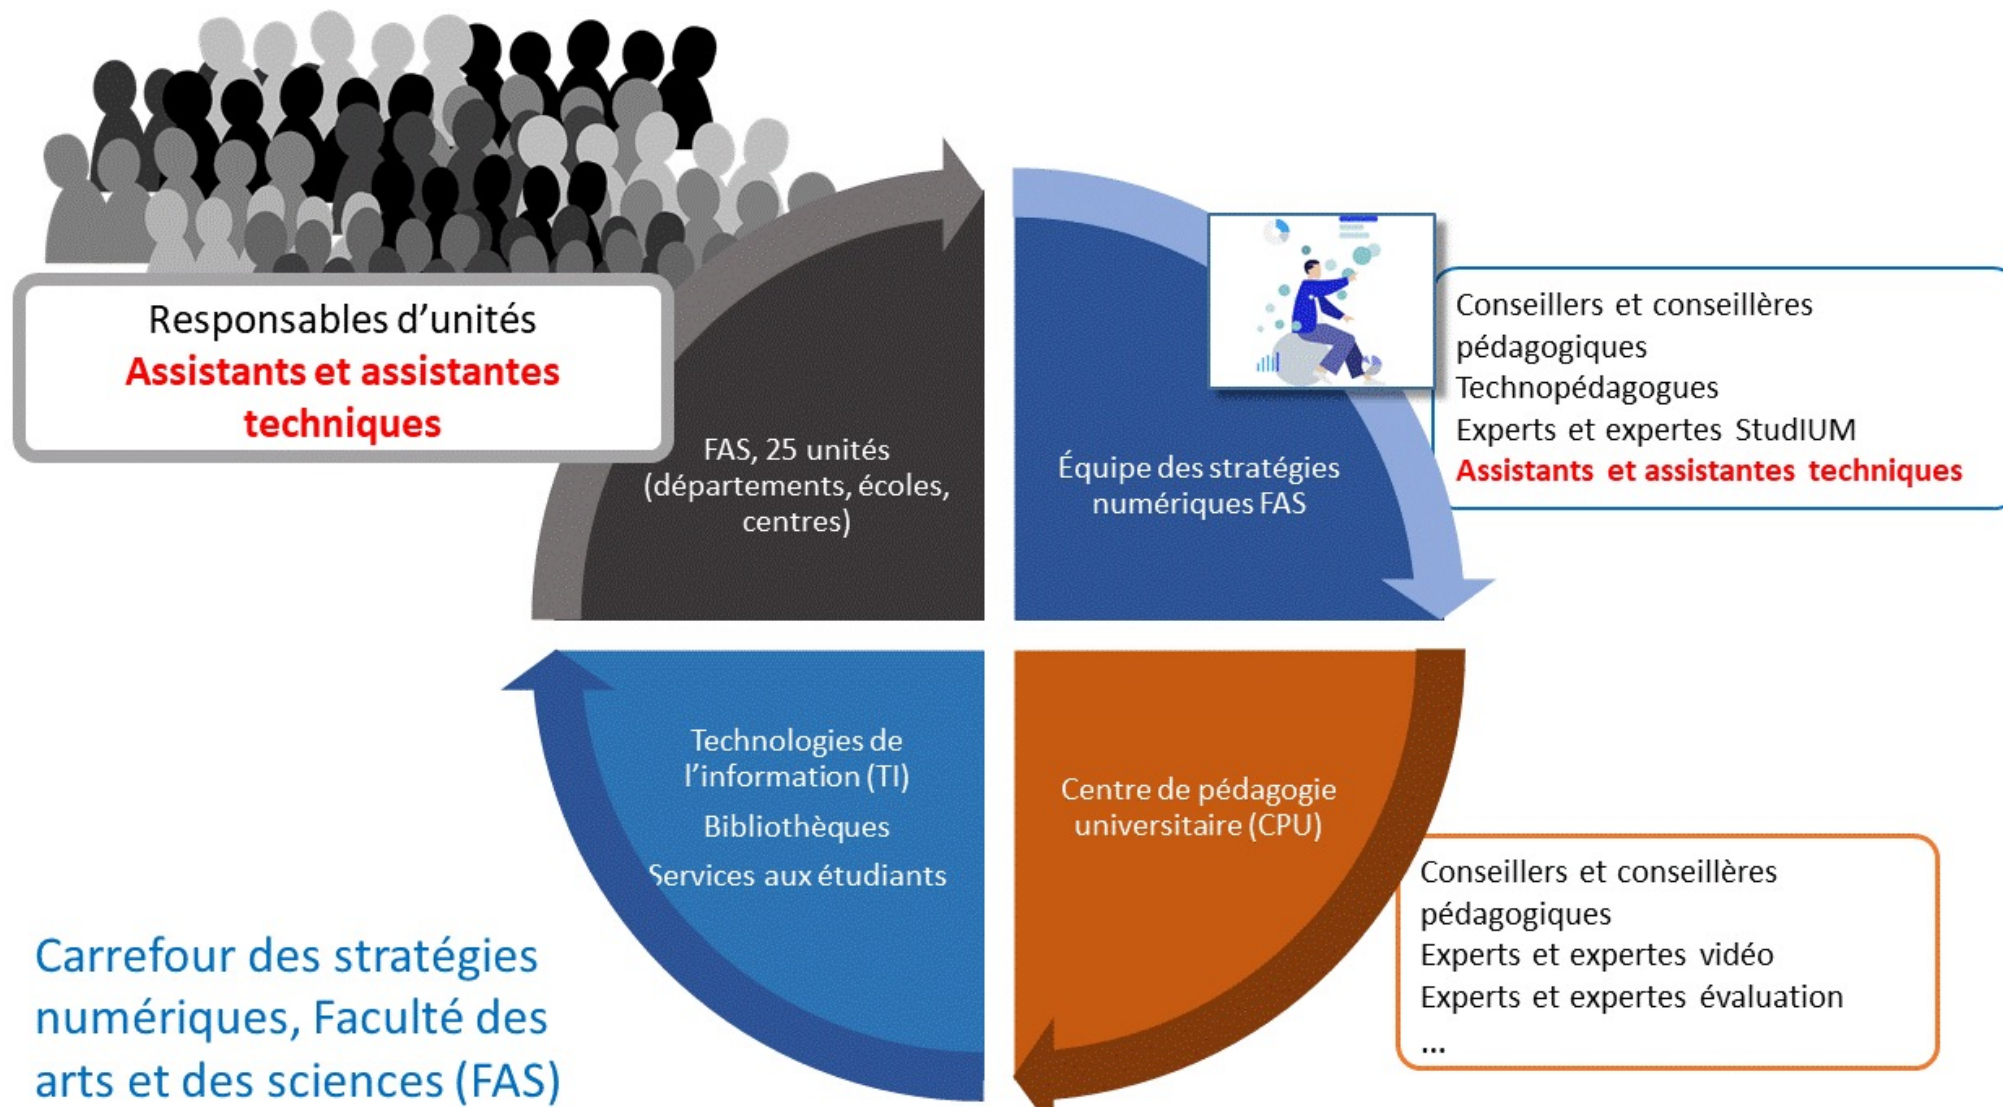 Responsables d’unités
Assistants et assistantes
techniques
FAS, 25 unités
(départements, écoles,
centres)
Équipe des stratégies
numériques FAS
Conseillers et conseillères
pédagogiques
Technopédagogues
Experts et expertes StudIUM
Assistants et assistantes techniques
Technologies de
l’information (TI)
Bibliothèques
Services aux étudiants
Centre de pédagogie
universitaire (CPU)
Conseillers et conseillères
pédagogiques
Experts et expertes vidéo
Experts et expertes évaluation
...
Carrefour des stratégies
numériques, Faculté des
arts et des sciences (FAS)